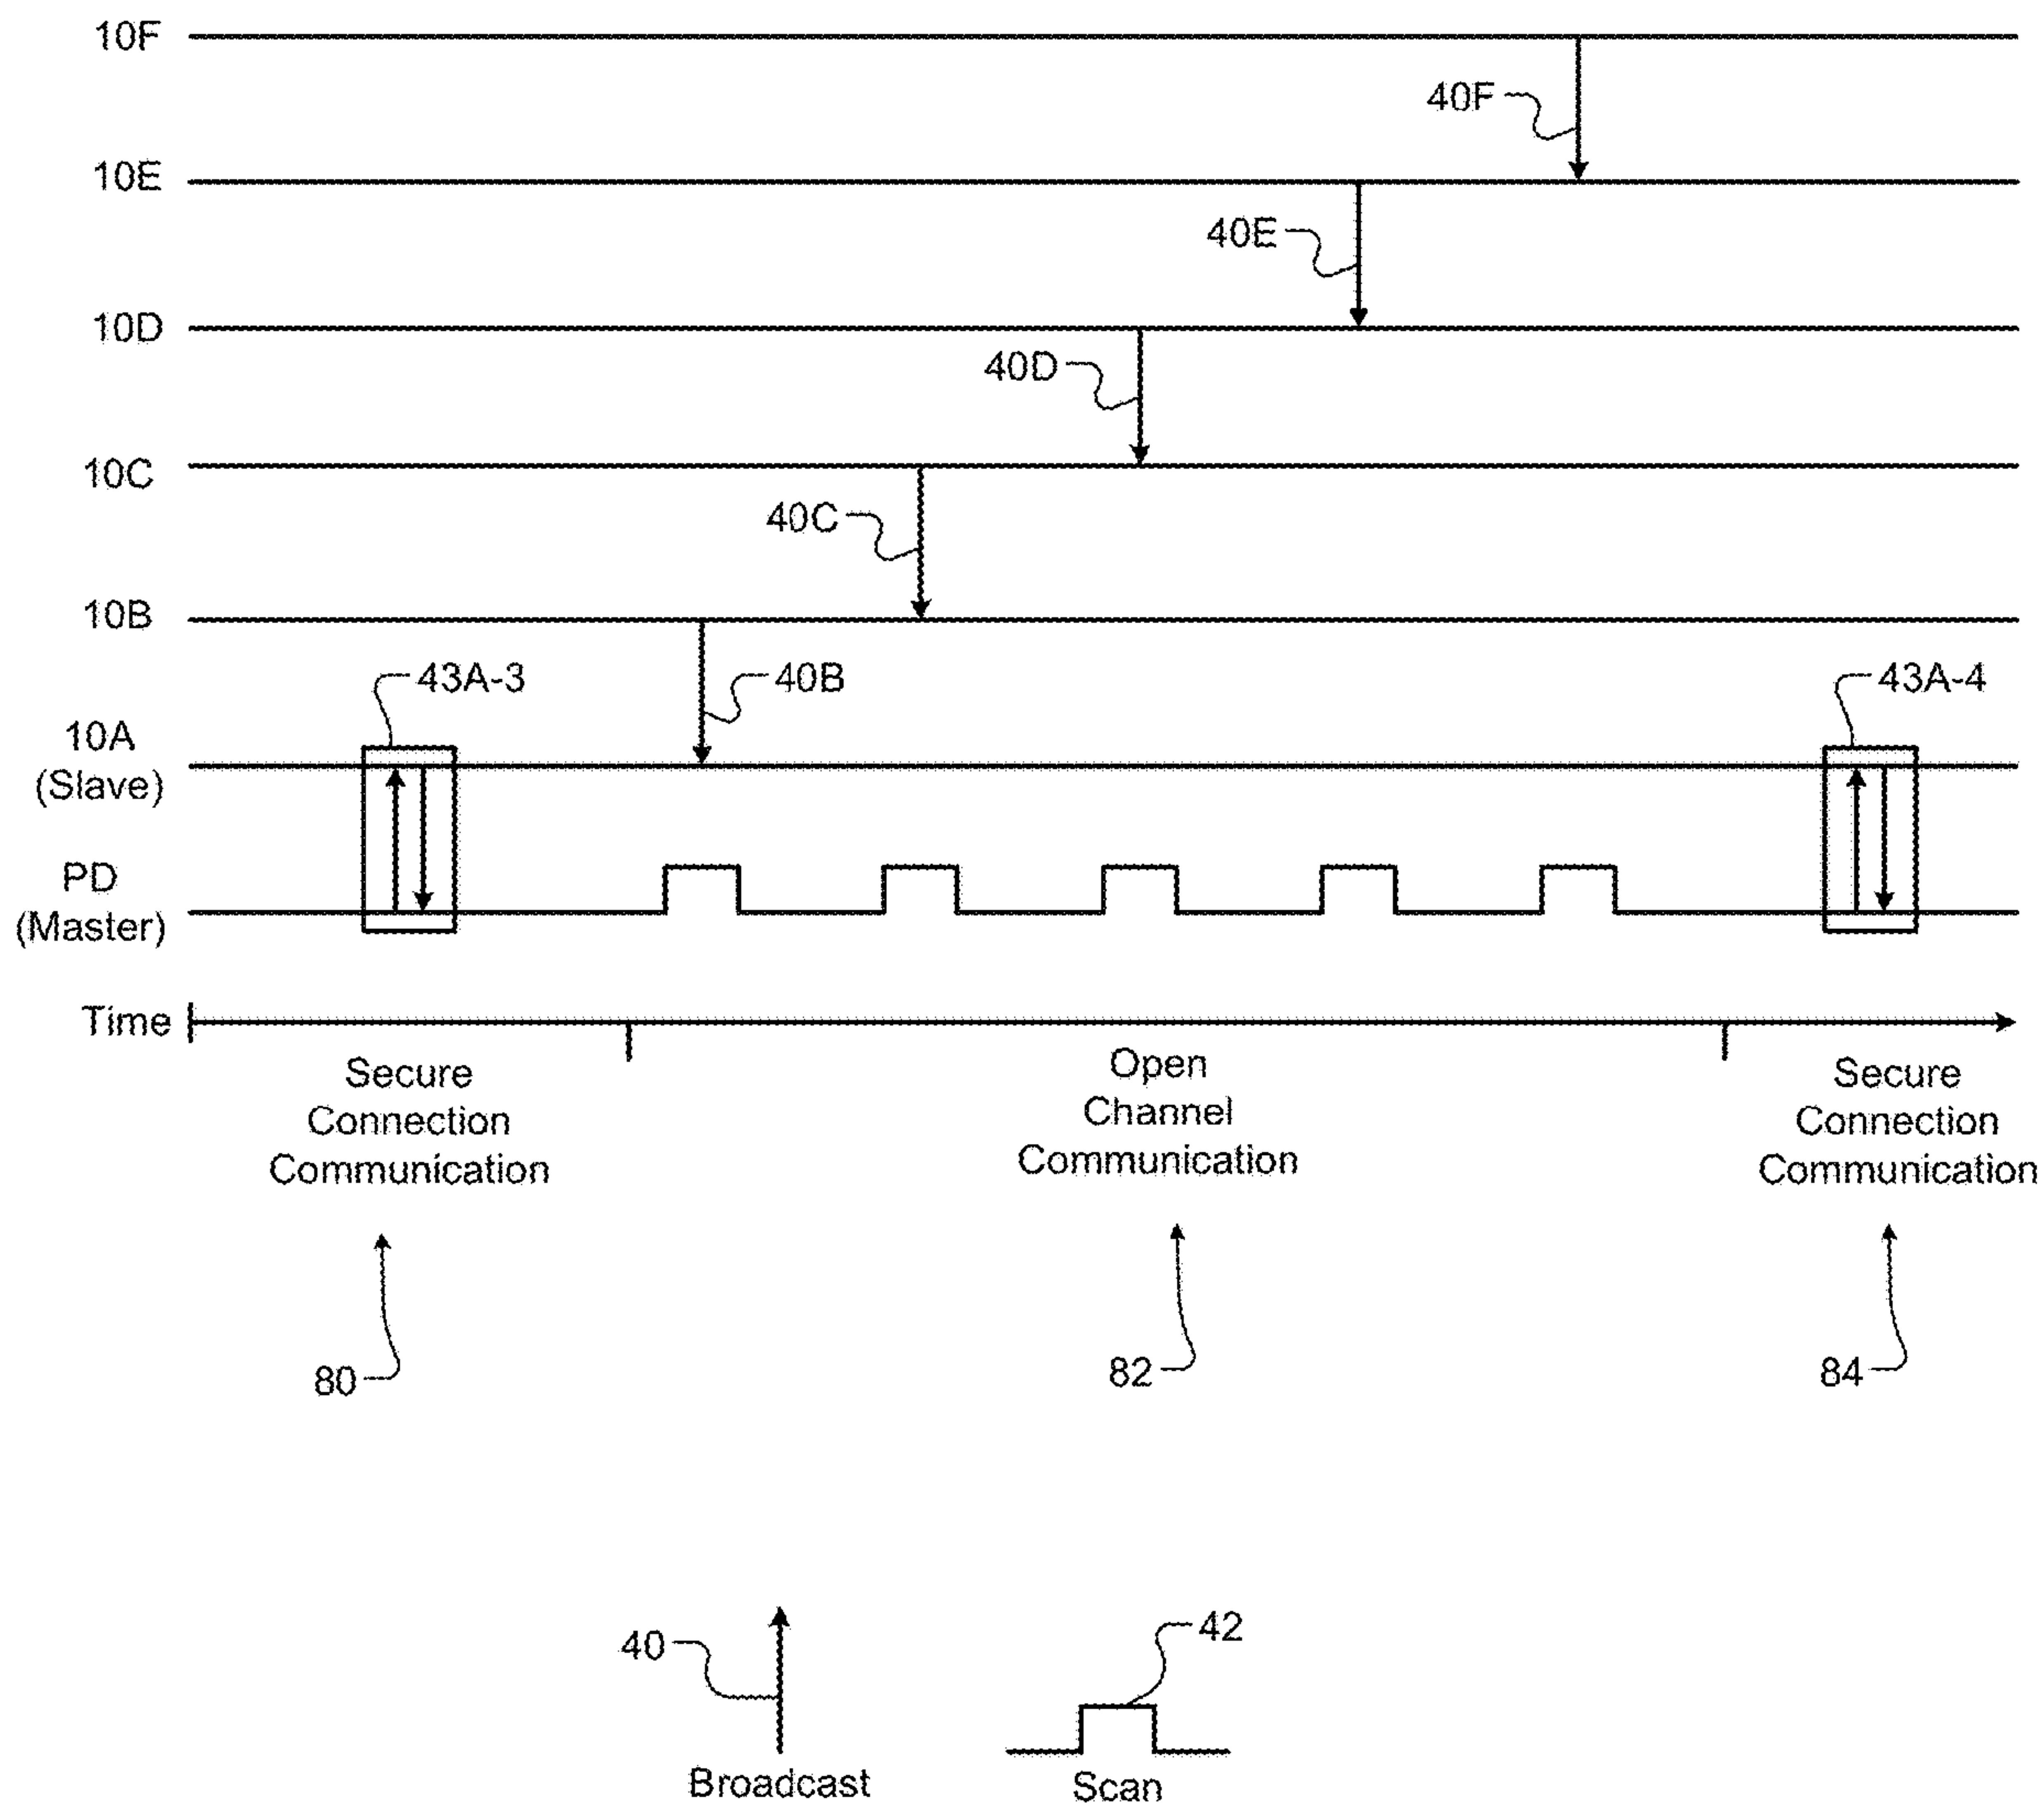 10F
40F
10E
40E
10D
40D
10C
40C
10B
43A-3
40B
43A-4
10A
(Slave)
PD
(Master)
Time
Secure
Connection
Communication
Open
Channel
Communication
Secure
Connection
Communication
80
82
84
40
Broadcast
42
Scan